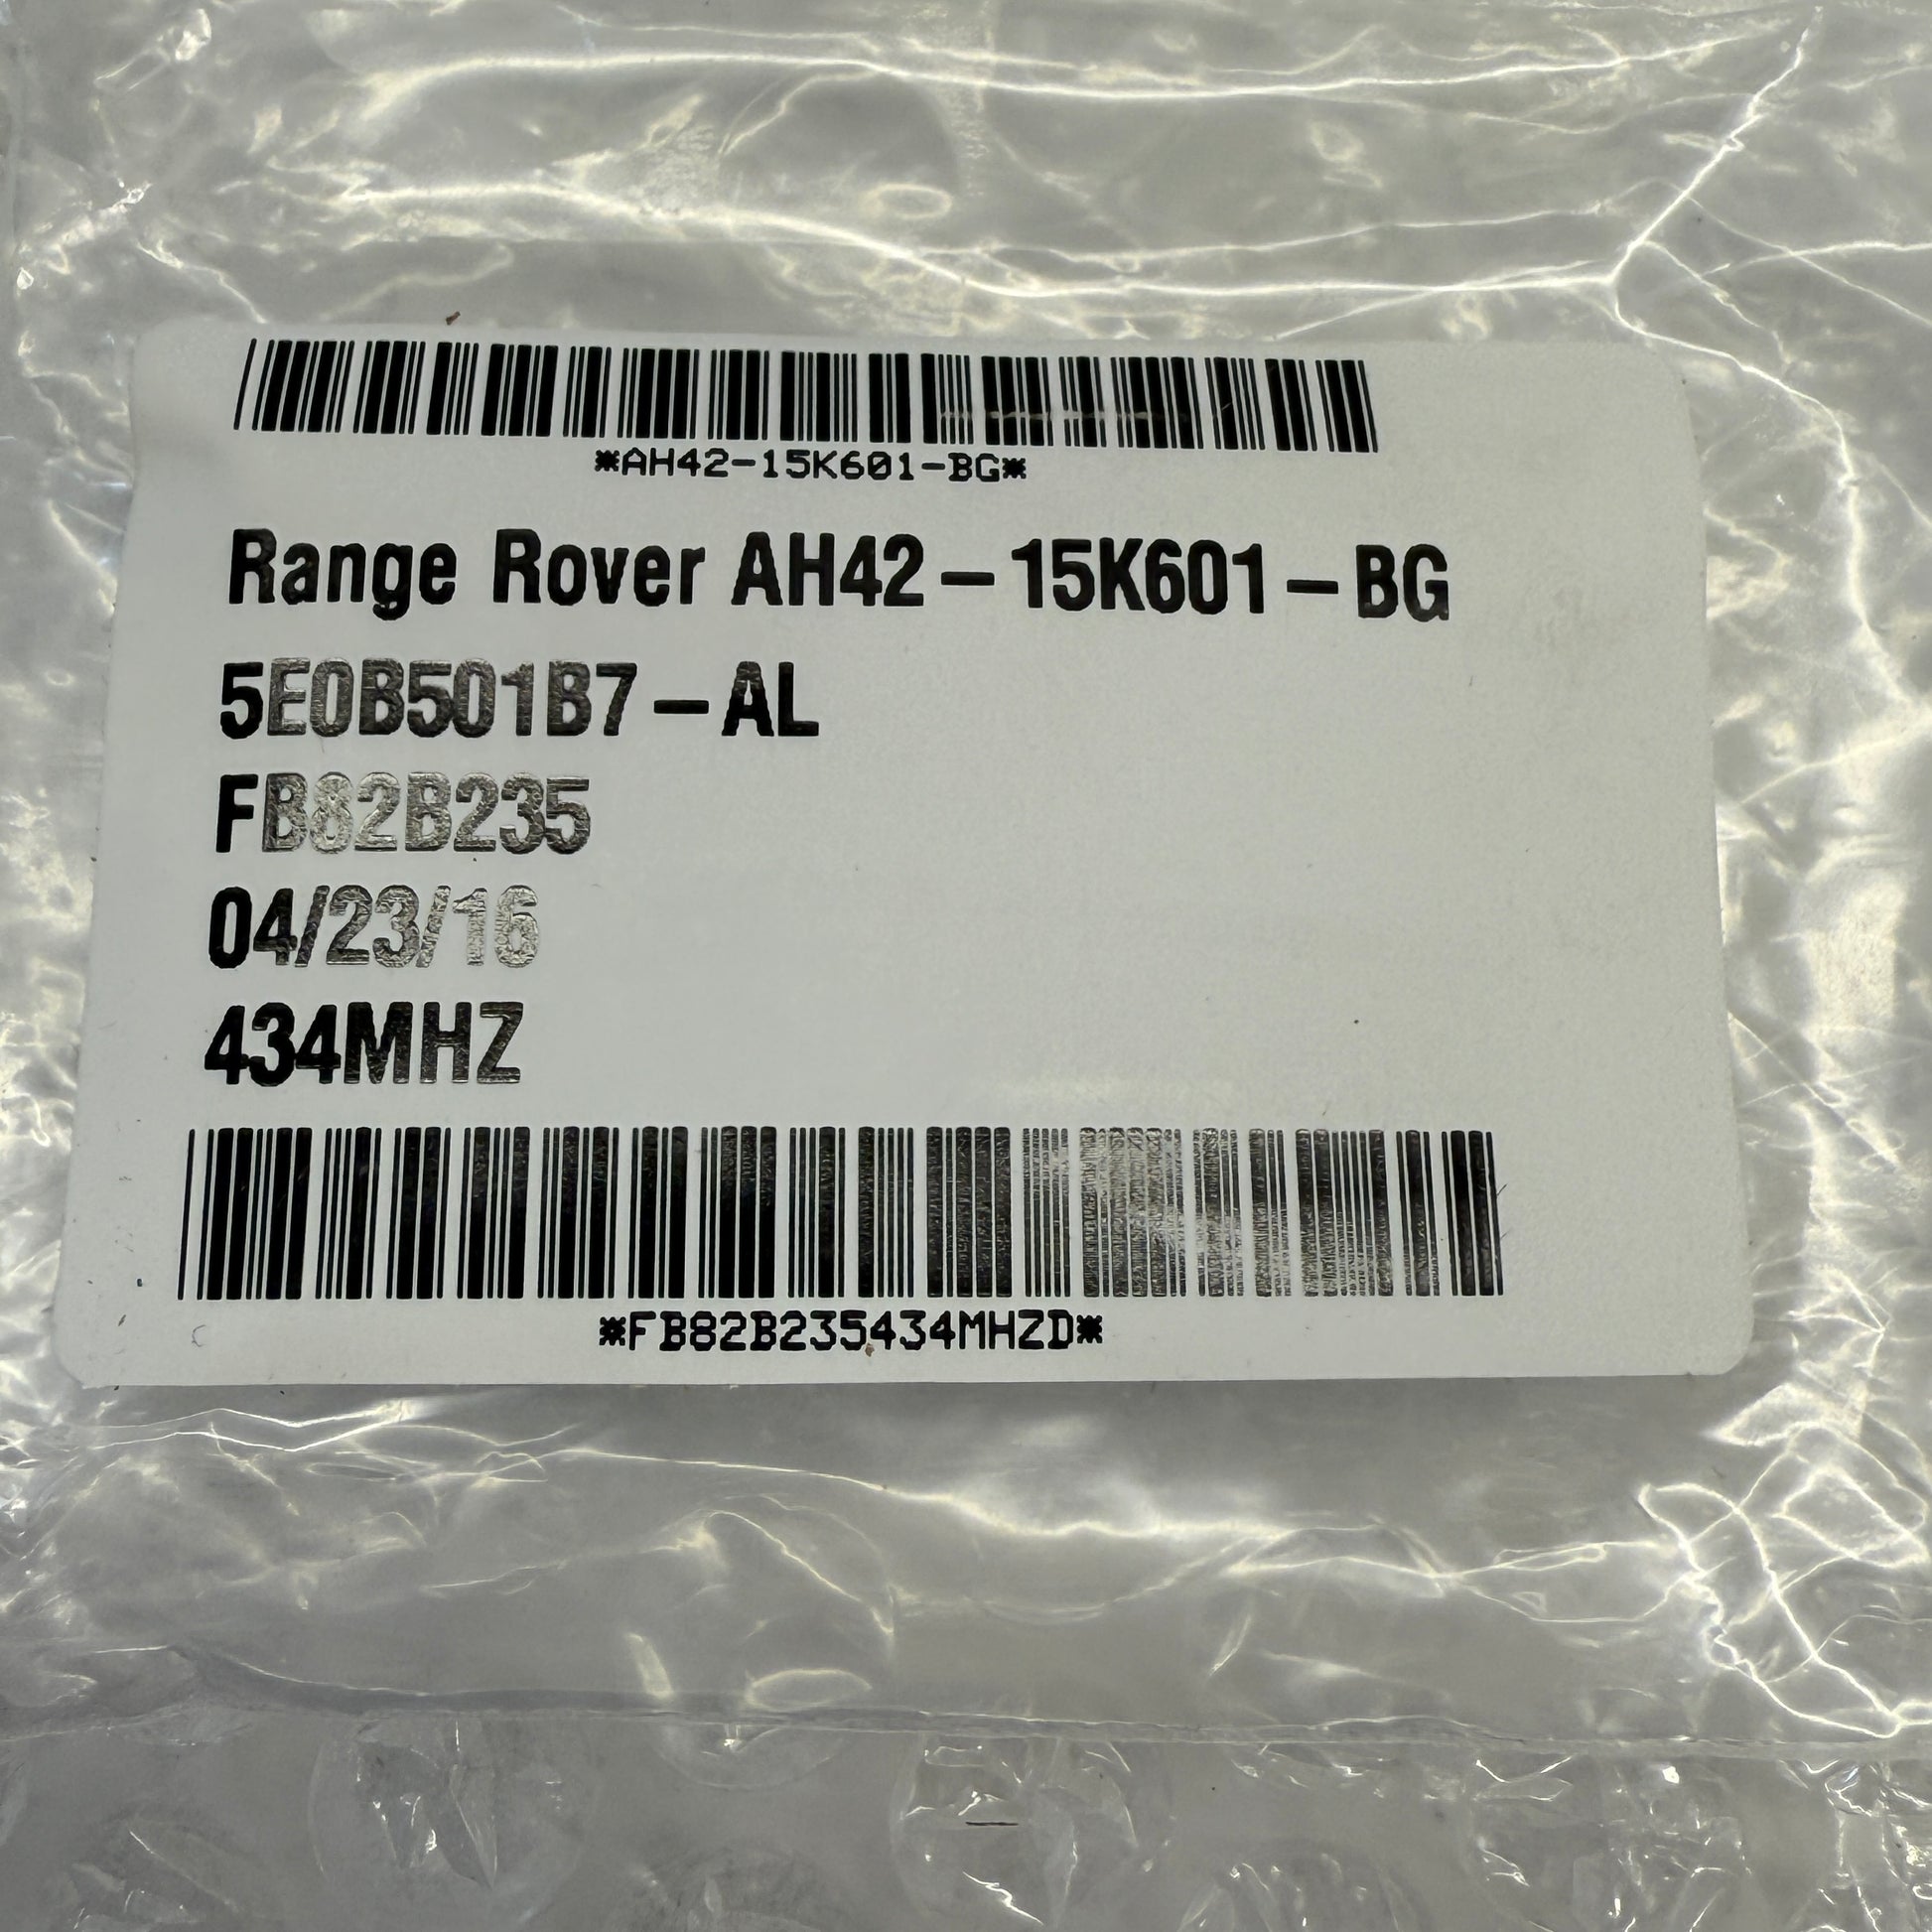 *AH42-15K601-BG*
Range Rover AH42-15K601-BG
5E0B501B7-AL
FB82B235
04/23/16
434MHZ
*FB82B235434MHZD*